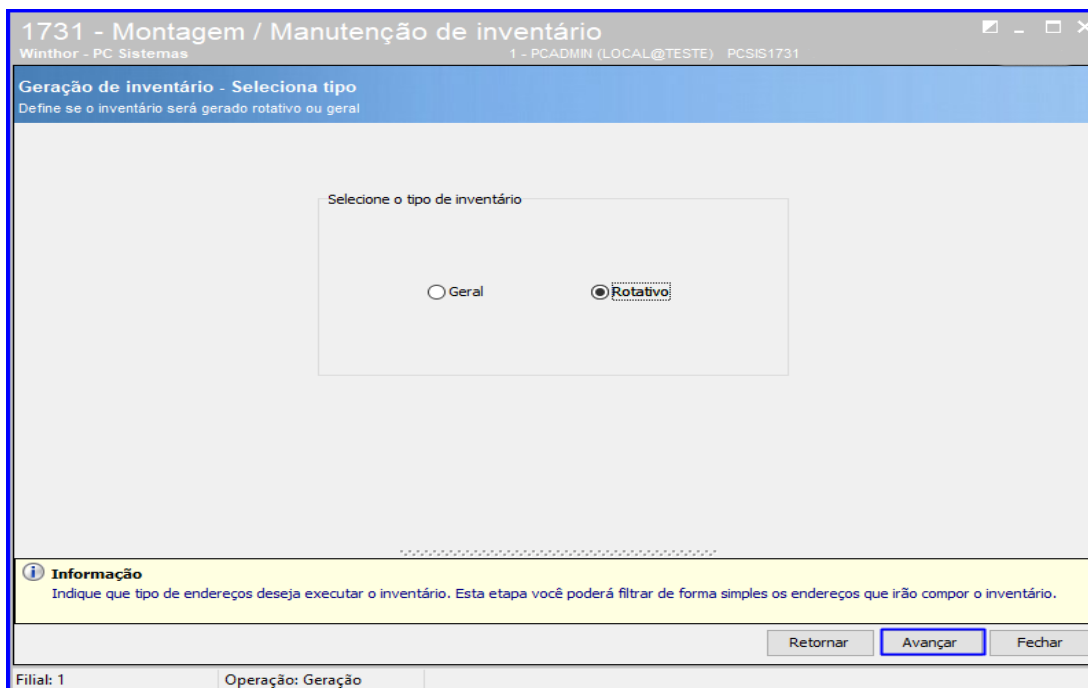 1731 - Montagem / Manutenção de inventário
Winthor - PC Sistemas 1 - PCADMIN (LOCAL@TESTE) PCSIS1731
Geração de inventário - Seleciona tipo
Define se o inventário será gerado rotativo ou geral
Selecione o tipo de inventário
Geral Rotativo
Informação
Indique que tipo de endereços deseja executar o inventário. Esta etapa você poderá filtrar de forma simples os endereços que irão compor o inventário.
Retornar Avançar Fechar
Filial: 1 Operação: Geração